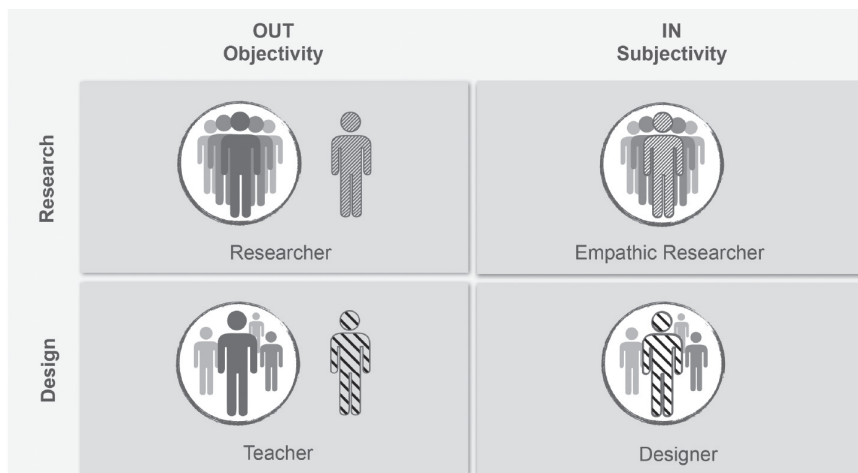 OUT
Objectivity
IN
Subjectivity
Research
Researcher
Empathic Researcher
Design
Teacher
Designer